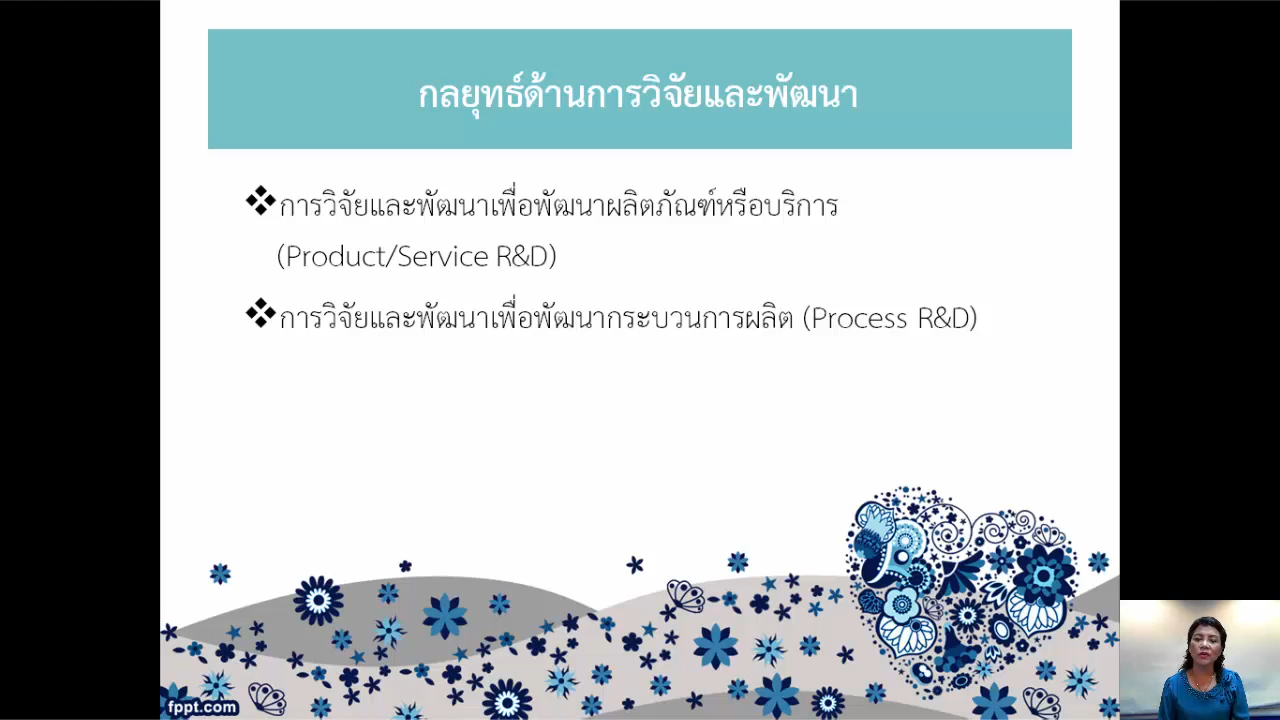 กลยุทธ์ด้านการวิจัยและพัฒนา
❖การวิจัยและพัฒนาเพื่อพัฒนาผลิตภัณฑ์หรือบริการ
(Product/Service R&D)
❖การวิจัยและพัฒนาเพื่อพัฒนากระบวนการผลิต (Process R&D)
fppt.com